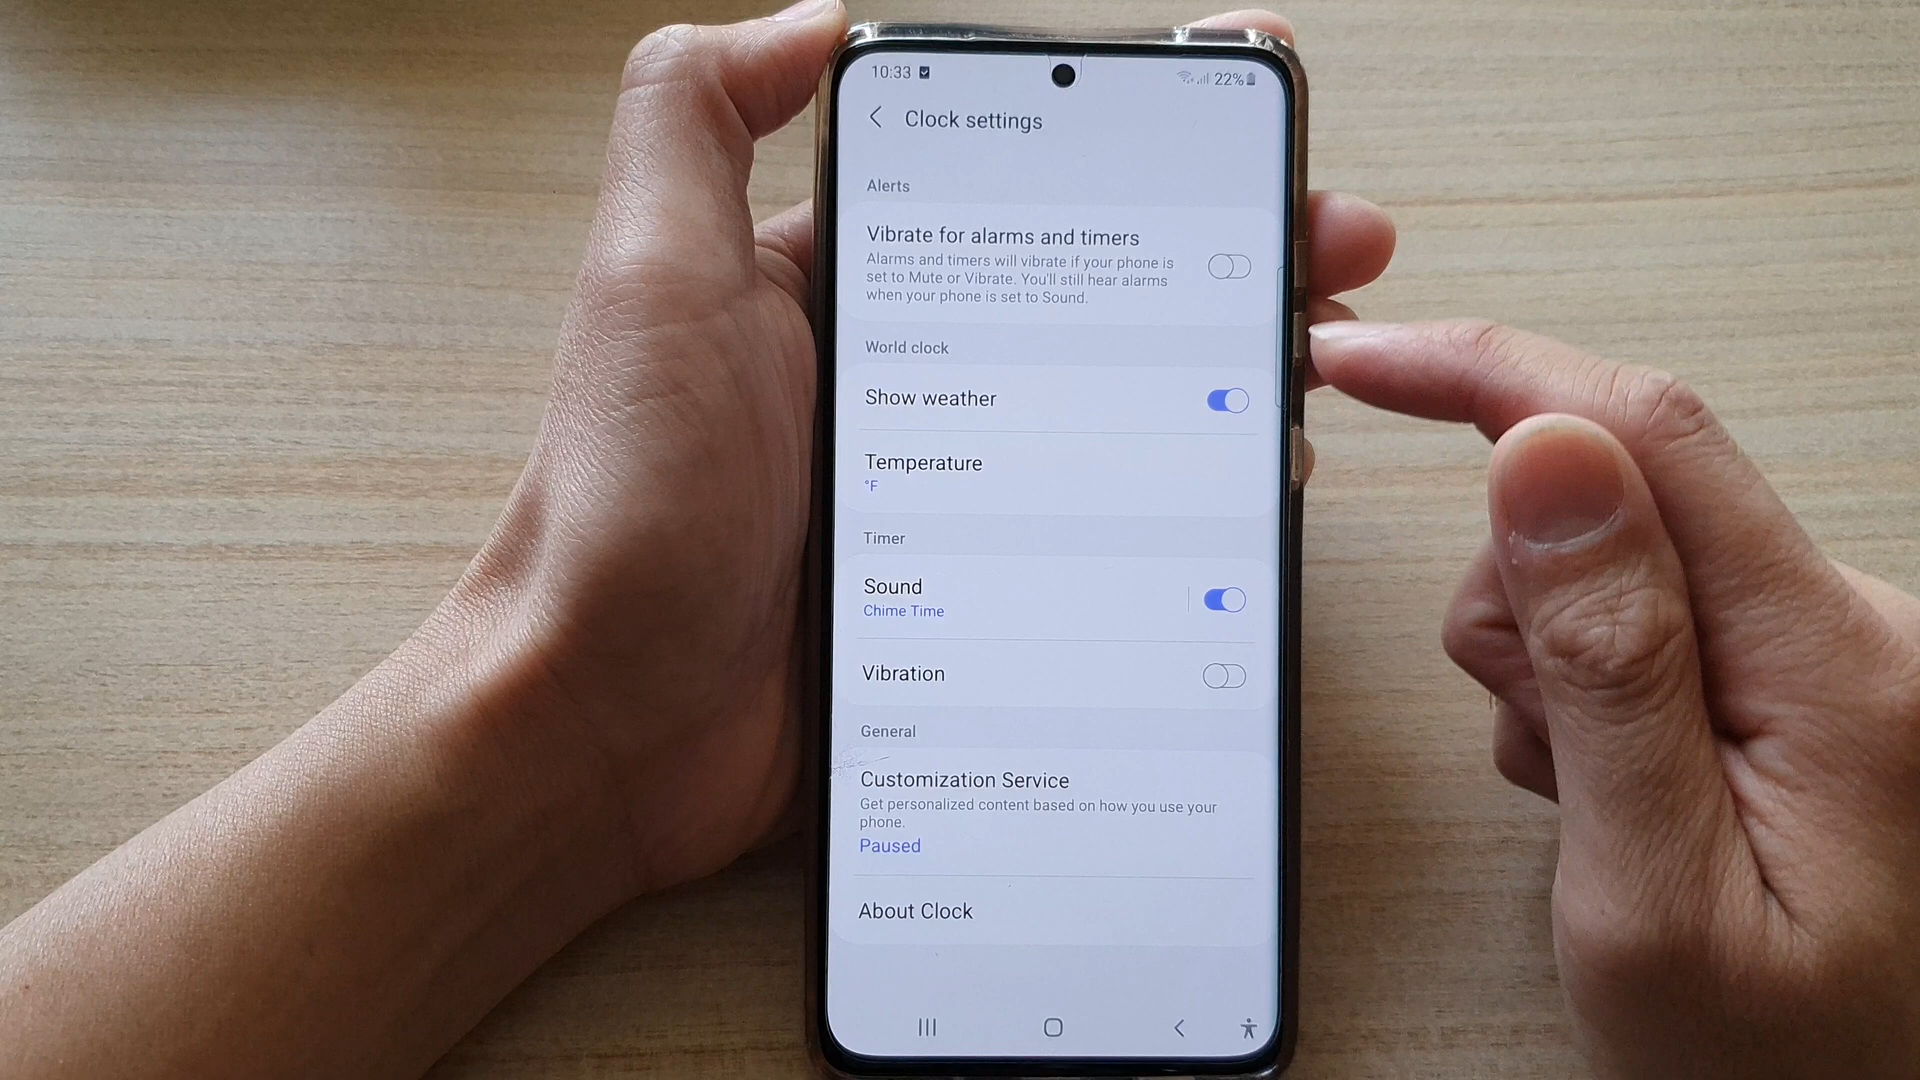 10:33
22%
Clock settings
Alerts
Vibrate for alarms and timers
Alarms and timers will vibrate if your phone is
set to Mute or Vibrate. You'll still hear alarms
when your phone is set to Sound.
World clock
Show weather
Temperature
°F
Timer
Sound
Chime Time
Vibration
General
Customization Service
Get personalized content based on how you use your
phone.
Paused
About Clock